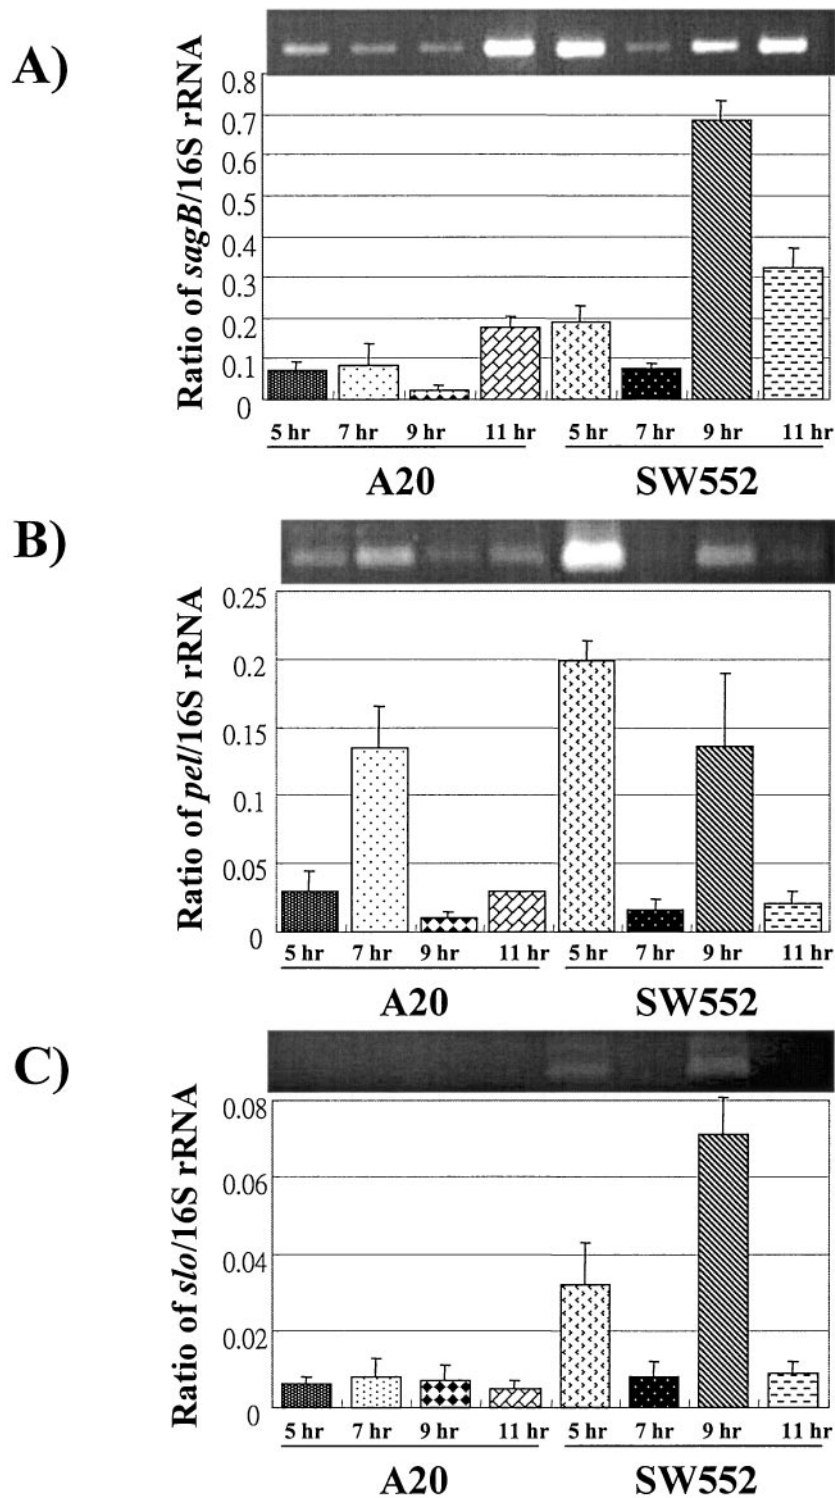 A)
Ratio of sagB/16S rRNA
0.8
0.7
0.6
0.5
0.4
0.3
0.2
0.1
0
5 hr 7 hr 9 hr 11 hr 5 hr 7 hr 9 hr 11 hr
A20 SW552
B)
Ratio of pel/16S rRNA
0.25
0.2
0.15
0.1
0.05
0
5 hr 7 hr 9 hr 11 hr 5 hr 7 hr 9 hr 11 hr
A20 SW552
C)
Ratio of slo/16S rRNA
0.08
0.06
0.04
0.02
0
5 hr 7 hr 9 hr 11 hr 5 hr 7 hr 9 hr 11 hr
A20 SW552